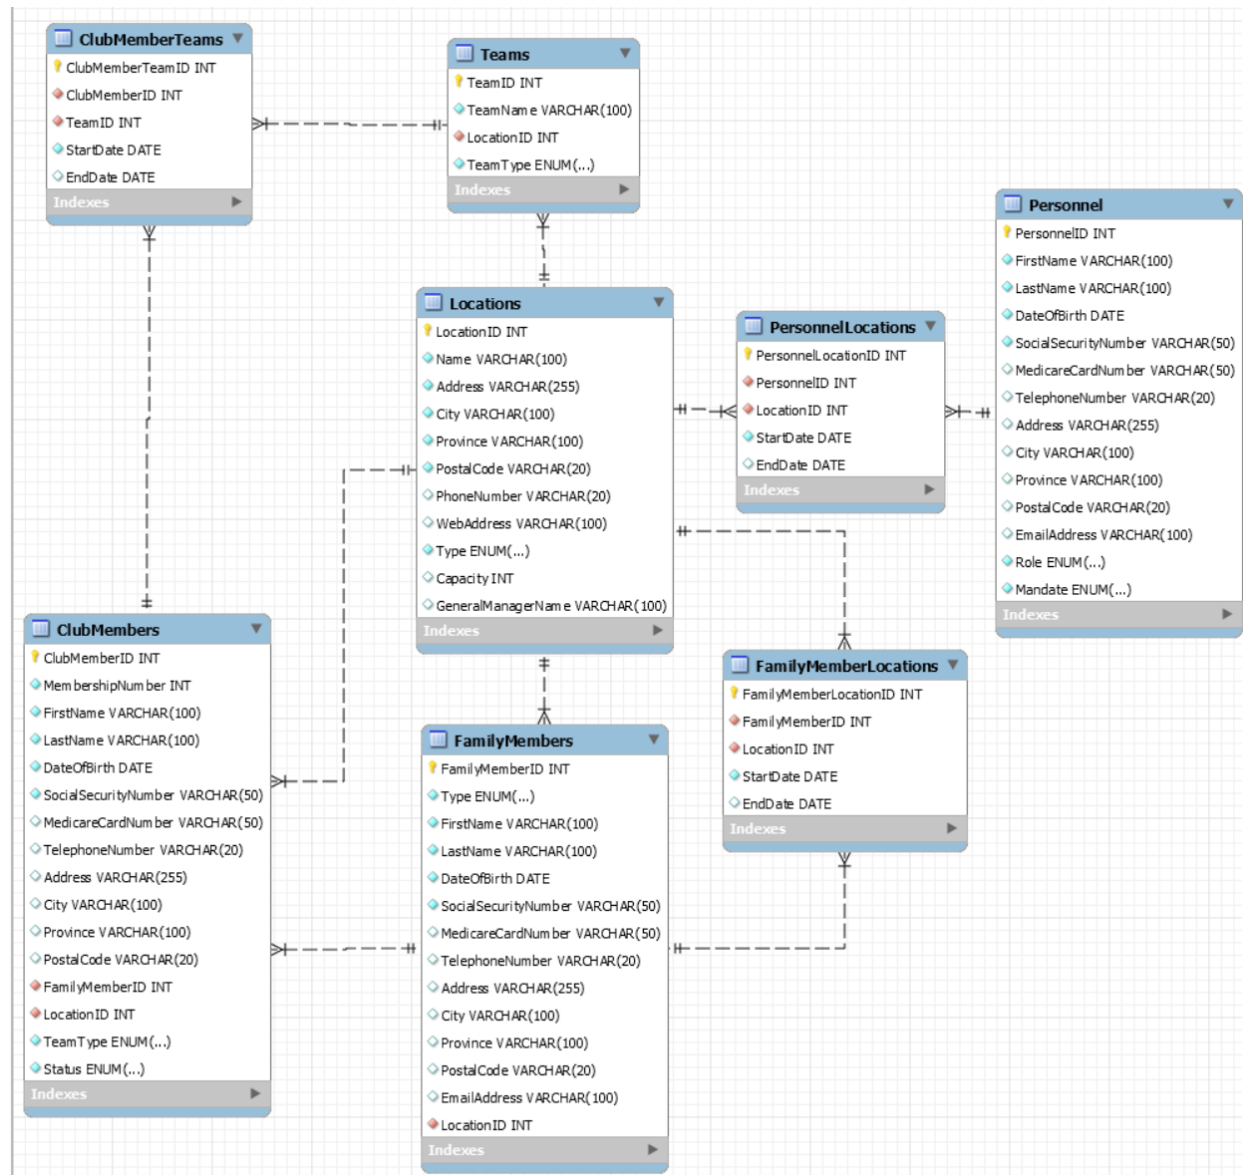 ClubMemberTeams
ClubMemberTeamID INT
ClubMemberID INT
TeamID INT
StartDate DATE
EndDate DATE
Indexes
Teams
TeamID INT
TeamName VARCHAR(100)
LocationID INT
TeamType ENUM(...)
Indexes
Personnel
PersonnelID INT
FirstName VARCHAR(100)
LastName VARCHAR(100)
DateOfBirth DATE
SocialSecurityNumber VARCHAR(50)
MedicareCardNumber VARCHAR(50)
TelephoneNumber VARCHAR(20)
Address VARCHAR(255)
City VARCHAR(100)
Province VARCHAR(100)
PostalCode VARCHAR(20)
EmailAddress VARCHAR(100)
Role ENUM(...)
Mandate ENUM(...)
Indexes
Locations
LocationID INT
Name VARCHAR(100)
Address VARCHAR(255)
City VARCHAR(100)
Province VARCHAR(100)
PostalCode VARCHAR(20)
PhoneNumber VARCHAR(20)
WebAddress VARCHAR(100)
Type ENUM(...)
Capacity INT
GeneralManagerName VARCHAR(100)
Indexes
PersonnelLocations
PersonnelLocationID INT
PersonnelID INT
LocationID INT
StartDate DATE
EndDate DATE
Indexes
ClubMembers
ClubMemberID INT
MembershipNumber INT
FirstName VARCHAR(100)
LastName VARCHAR(100)
DateOfBirth DATE
SocialSecurityNumber VARCHAR(50)
MedicareCardNumber VARCHAR(50)
TelephoneNumber VARCHAR(20)
Address VARCHAR(255)
City VARCHAR(100)
Province VARCHAR(100)
PostalCode VARCHAR(20)
FamilyMemberID INT
LocationID INT
TeamType ENUM(...)
Status ENUM(...)
Indexes
FamilyMembers
FamilyMemberID INT
Type ENUM(...)
FirstName VARCHAR(100)
LastName VARCHAR(100)
DateOfBirth DATE
SocialSecurityNumber VARCHAR(50)
MedicareCardNumber VARCHAR(50)
TelephoneNumber VARCHAR(20)
Address VARCHAR(255)
City VARCHAR(100)
Province VARCHAR(100)
PostalCode VARCHAR(20)
EmailAddress VARCHAR(100)
LocationID INT
Indexes
FamilyMemberLocations
FamilyMemberLocationID INT
FamilyMemberID INT
LocationID INT
StartDate DATE
EndDate DATE
Indexes